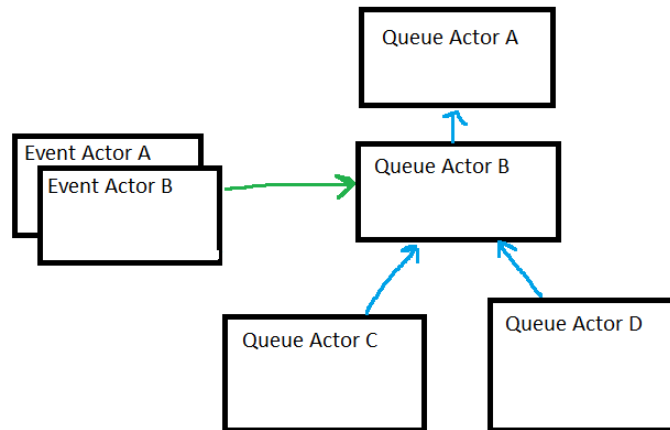 Queue Actor A
Event Actor A
Event Actor B
Queue Actor B
Queue Actor C
Queue Actor D